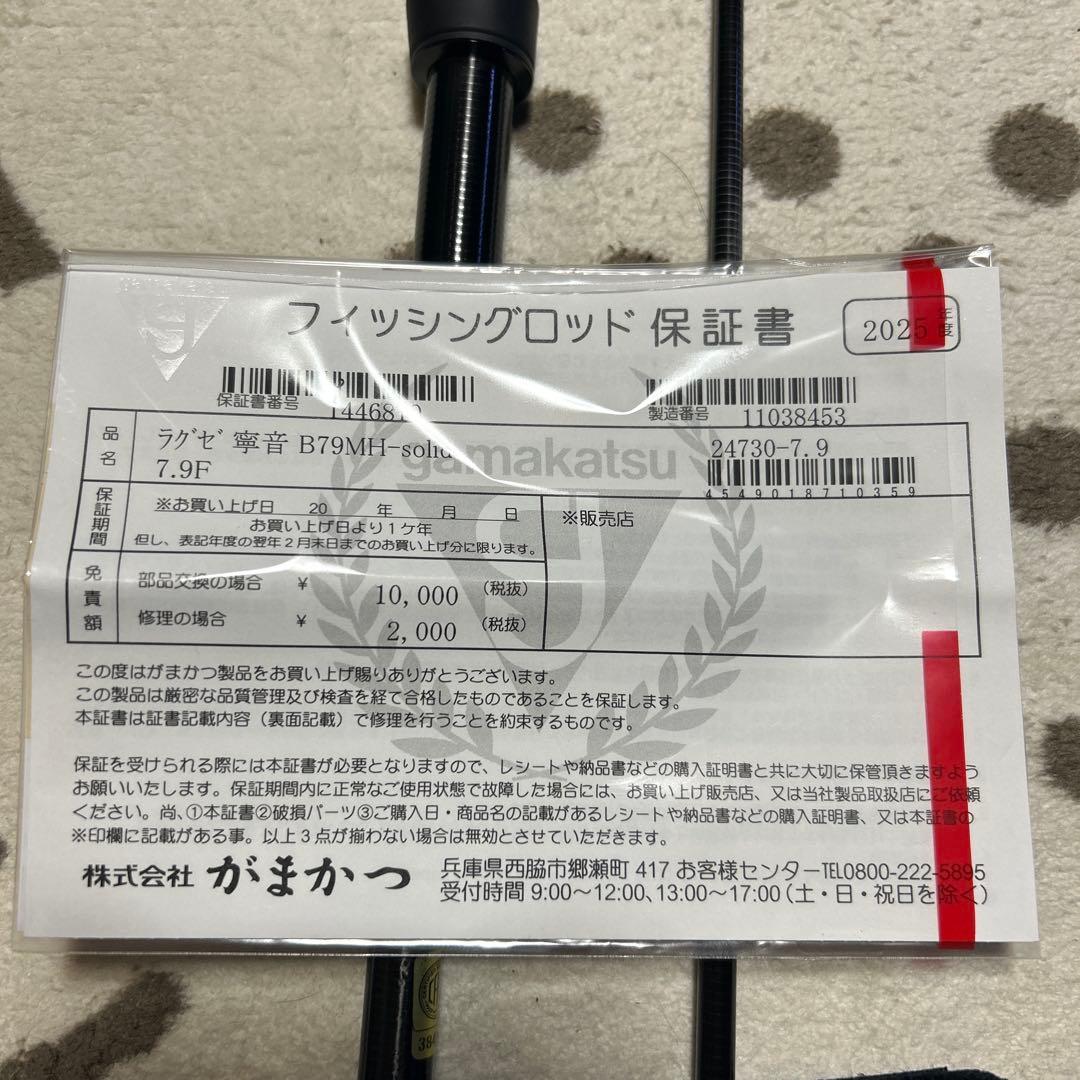 フィッシングロッド 保証書
2025 年度
保証書番号
製造番号 11038453
品名 ラグゼ 寧音 B79MH-solid 24730-7.9
7.9F
4549018710359
gamakatsu
保証期間 ※お買い上げ日 20 年 月 日
お買い上げ日より1ケ年
但し、表記年度の翌年2月末日までのお買い上げ分に限ります。
※販売店
免責額 部品交換の場合 ¥ 10,000 (税抜)
修理の場合 ¥ 2,000 (税抜)
この度はがまかつ製品をお買い上げ賜りありがとうございます。
この製品は厳密な品質管理及び検査を経て合格したものであることを保証します。
本証書は証書記載内容(裏面記載)で修理を行うことを約束するものです。
保証を受けられる際には本証書が必要となりますので、レシートや納品書などの購入証明書と共に大切に保管頂きますよう
お願いいたします。保証期間内に正常なご使用状態で故障した場合には、お買い上げ販売店、又は当社製品取扱店にご依頼
ください。尚、①本証書②破損パーツ③ご購入日・商品名の記載があるレシートや納品書などの購入証明書、又は本証書の
※印欄に記載がある事。以上3点が揃わない場合は無効とさせていただきます。
株式会社 がまかつ 兵庫県西脇市郷瀬町 417 お客様センターTEL0800-222-5895
受付時間 9:00~12:00、13:00~17:00(土・日・祝日を除く)